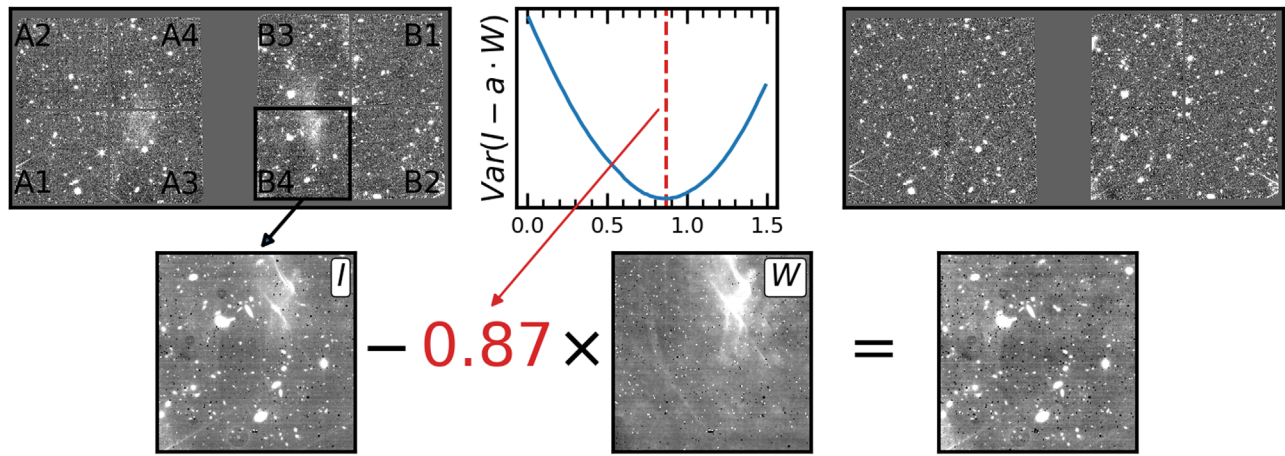 A2 A4 B3 B1
A1 A3 B4 B2
Var(I − a · W)
0.0 0.5 1.0 1.5
I
− 0.87 ×
W
=